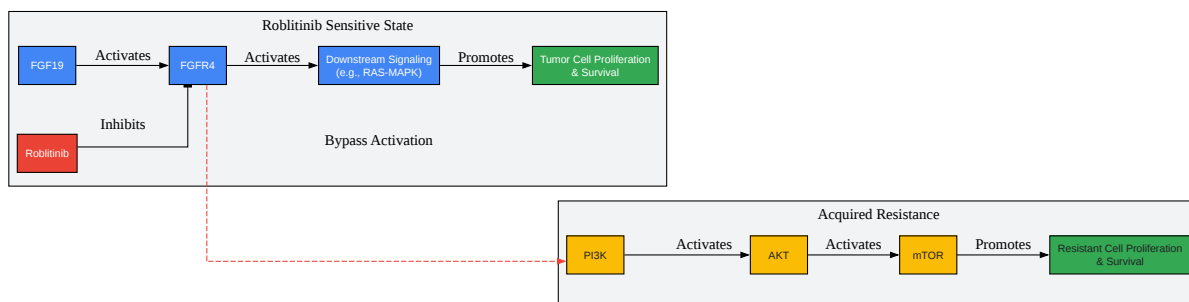 Roblitinib Sensitive State
FGF19
Activates
FGFR4
Activates
Downstream Signaling
(e.g., RAS-MAPK)
Promotes
Tumor Cell Proliferation
& Survival
Roblitinib
Inhibits
Bypass Activation
Acquired Resistance
PI3K
Activates
AKT
Activates
mTOR
Promotes
Resistant Cell Proliferation
& Survival